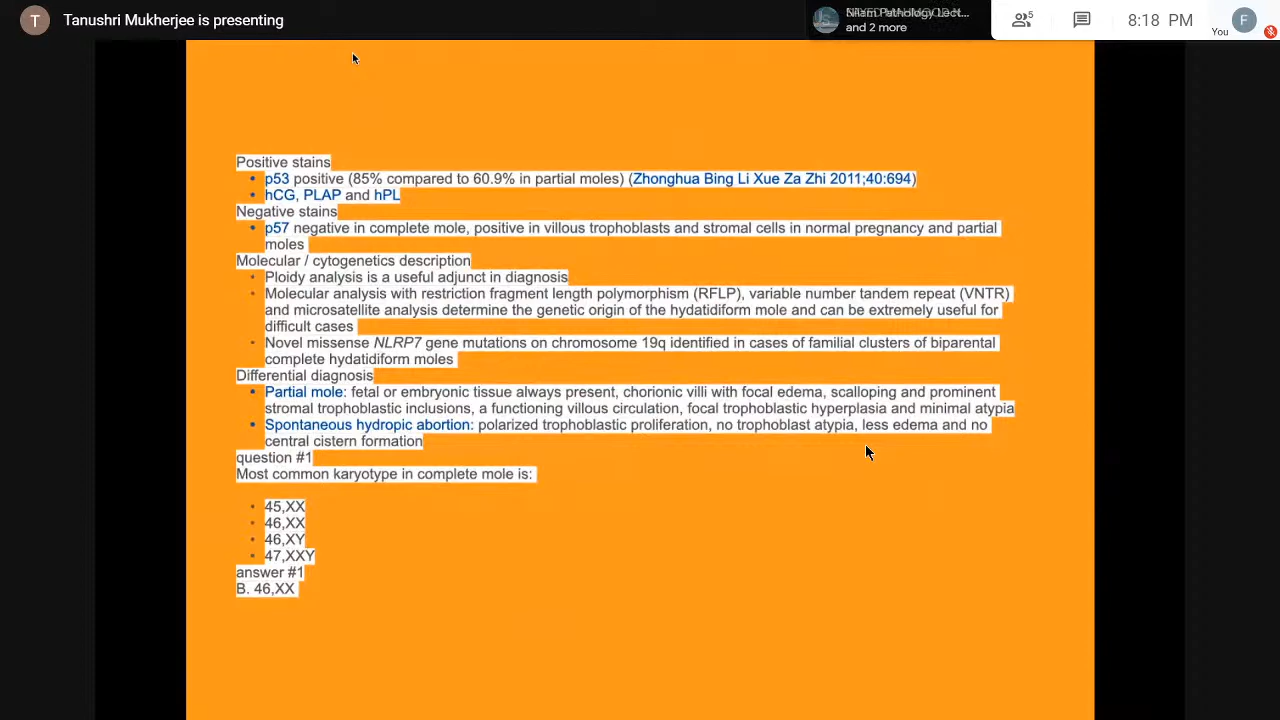 T Tanushri Mukherjee is presenting
Pathology Lect...
and 2 more
5
8:18 PM
You
F
Positive stains
• p53 positive (85% compared to 60.9% in partial moles) (Zhonghua Bing Li Xue Za Zhi 2011;40:694)
• hCG, PLAP and hPL
Negative stains
• p57 negative in complete mole, positive in villous trophoblasts and stromal cells in normal pregnancy and partial
moles
Molecular / cytogenetics description
• Ploidy analysis is a useful adjunct in diagnosis
• Molecular analysis with restriction fragment length polymorphism (RFLP), variable number tandem repeat (VNTR)
and microsatellite analysis determine the genetic origin of the hydatidiform mole and can be extremely useful for
difficult cases
• Novel missense NLRP7 gene mutations on chromosome 19q identified in cases of familial clusters of biparental
complete hydatidiform moles
Differential diagnosis
• Partial mole: fetal or embryonic tissue always present, chorionic villi with focal edema, scalloping and prominent
stromal trophoblastic inclusions, a functioning villous circulation, focal trophoblastic hyperplasia and minimal atypia
• Spontaneous hydropic abortion: polarized trophoblastic proliferation, no trophoblast atypia, less edema and no
central cistern formation
question #1
Most common karyotype in complete mole is:
• 45,XX
• 46,XX
• 46,XY
• 47,XXY
answer #1
B. 46,XX